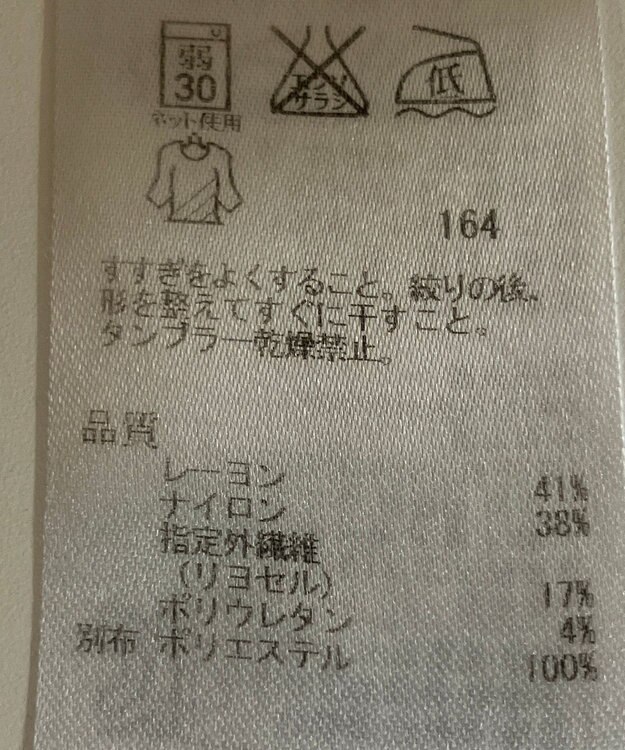 弱
30
ネット使用
エンソ
サラシ
低
164
すすぎをよくすること。絞りの後、
形を整えてすぐに干すこと。
タンブラー乾燥禁止。
品質
レーヨン 41%
ナイロン 38%
指定外繊維
(リヨセル) 17%
ポリウレタン 4%
別布 ポリエステル 100%